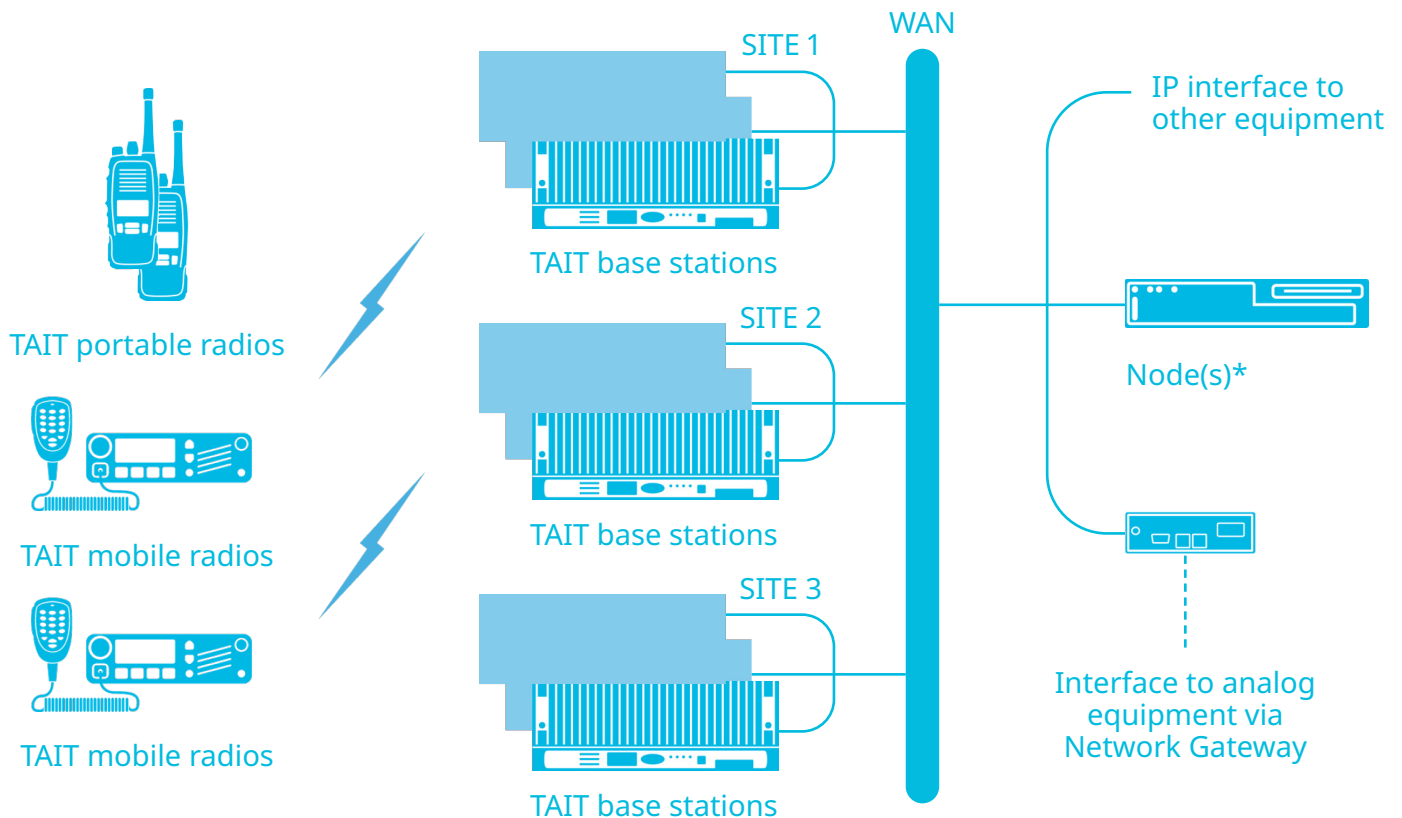 WAN
SITE 1
IP interface to
other equipment
TAIT base stations
TAIT portable radios
SITE 2
Node(s)*
TAIT base stations
TAIT mobile radios
SITE 3
Interface to analog
equipment via
Network Gateway
TAIT mobile radios
TAIT base stations